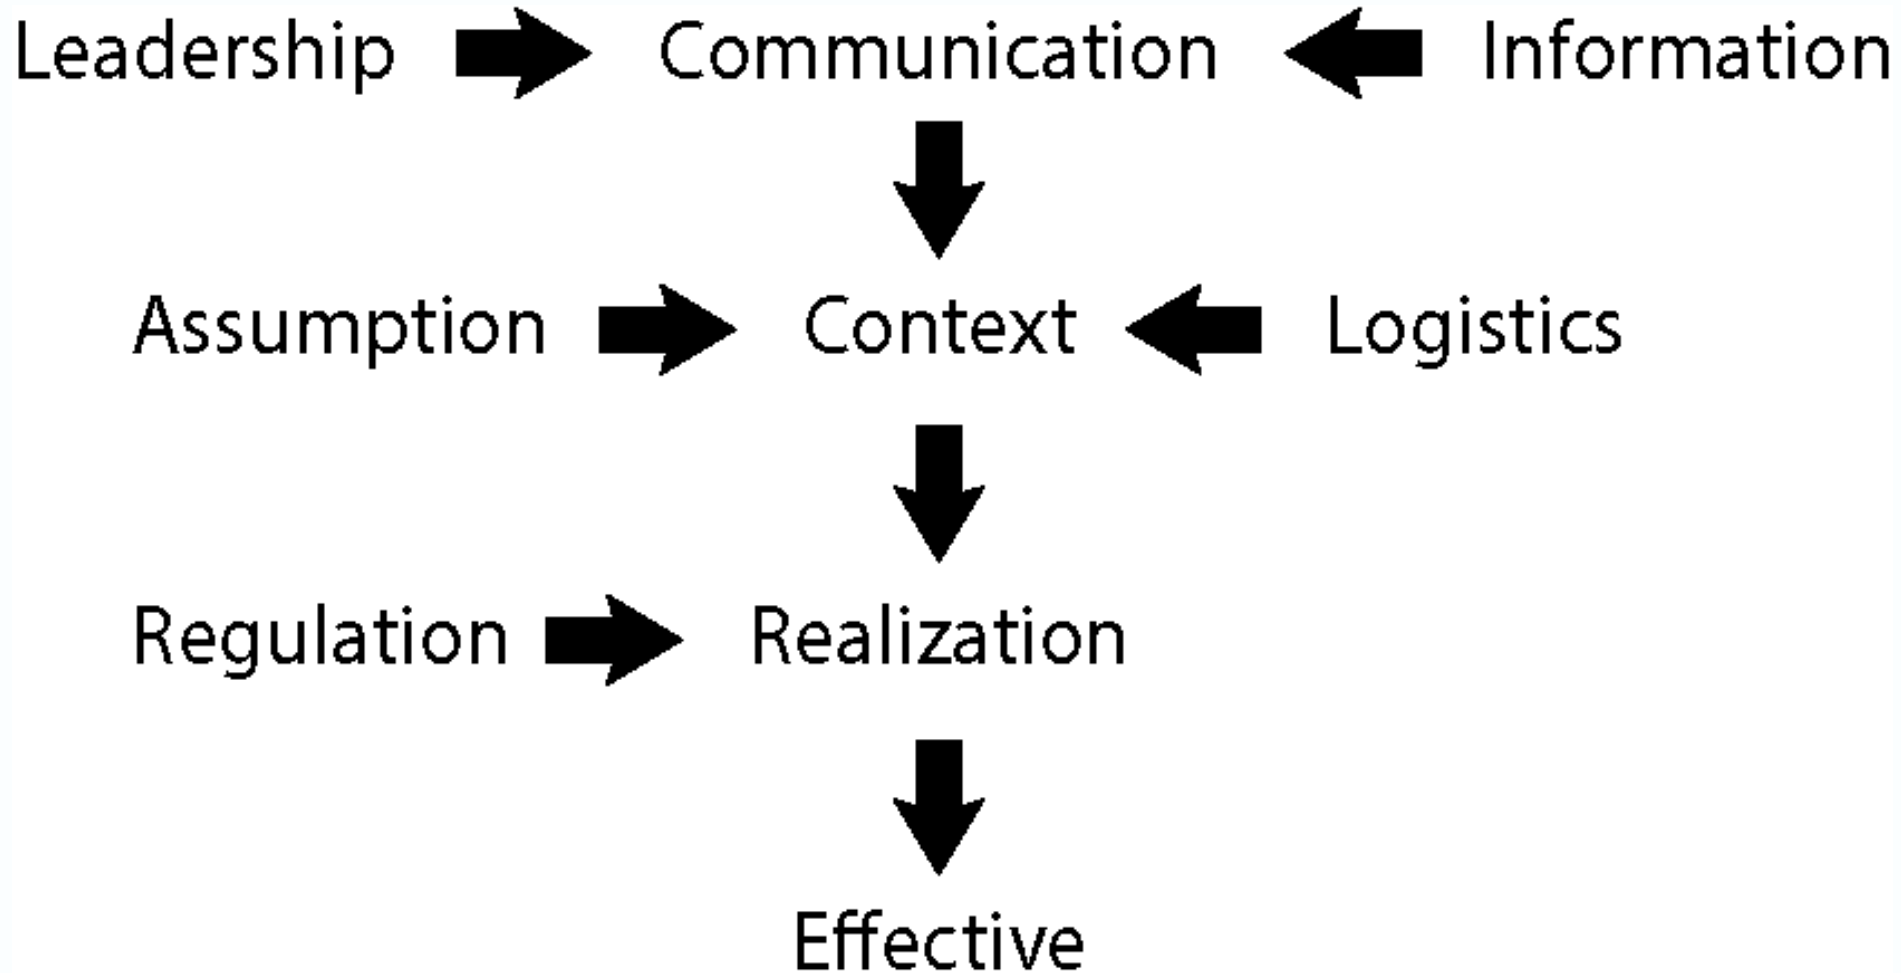 Leadership Communication Information
Assumption Context Logistics
Regulation Realization
Effective